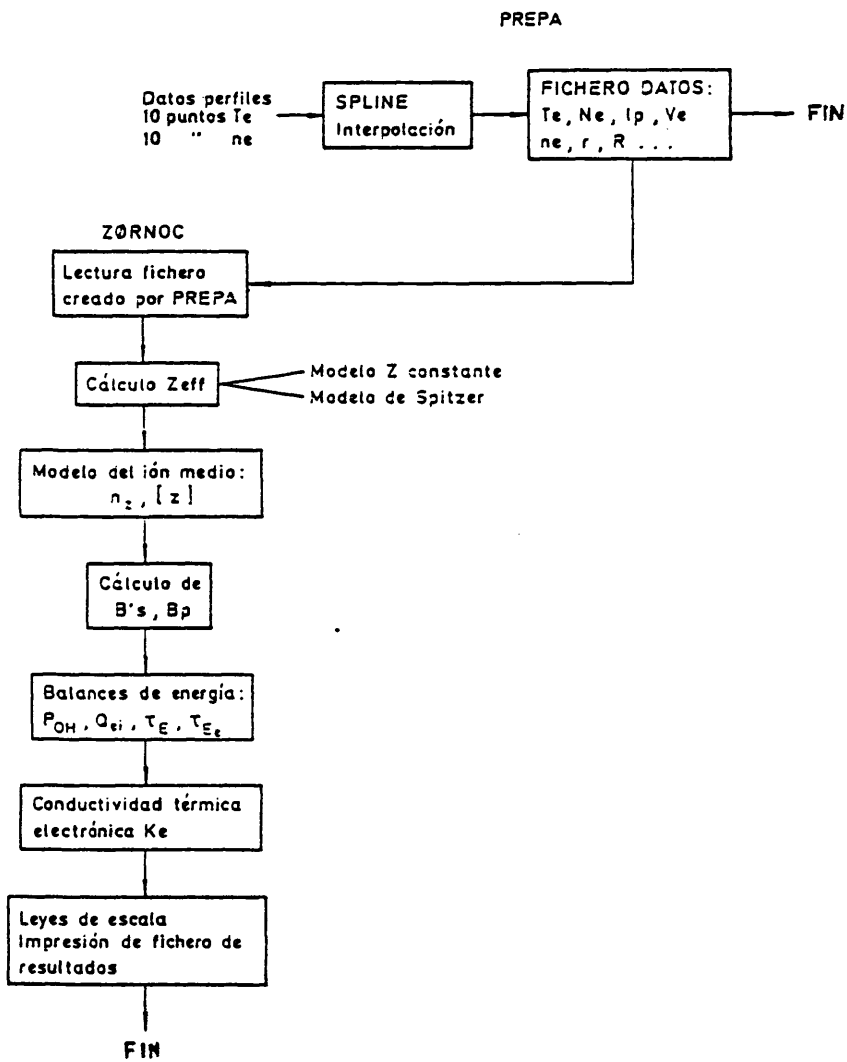 PREPA
Datos perfiles
10 puntos Te
10 " ne
SPLINE
Interpolación
FICHERO DATOS:
Te, Ne, Ip, Ve
ne, r, R ...
FIN
ZØRNOC
Lectura fichero
creado por PREPA
Cálculo Zeff
Modelo Z constante
Modelo de Spitzer
Modelo del ión medio:
n_z, [z]
Cálculo de
B's, Bp
Balances de energía:
P_OH, Q_ei, τ_E, τ_Ee
Conductividad térmica
electrónica Ke
Leyes de escala
Impresión de fichero de
resultados
FIN